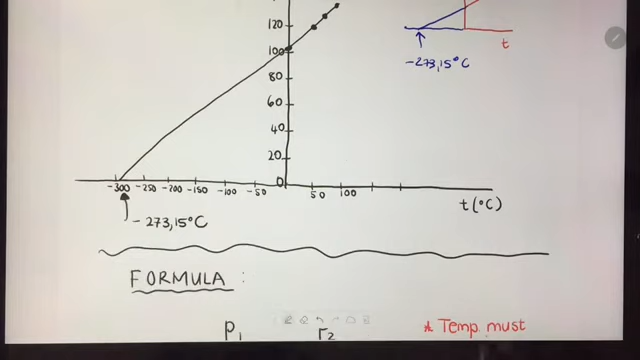 120
100
80
60
40
20
0
-300 -250 -200 -150 -100 -50 50 100
t(°C)
-273,15°C
t
-273,15°C
FORMULA :
P1 r2
* Temp. must